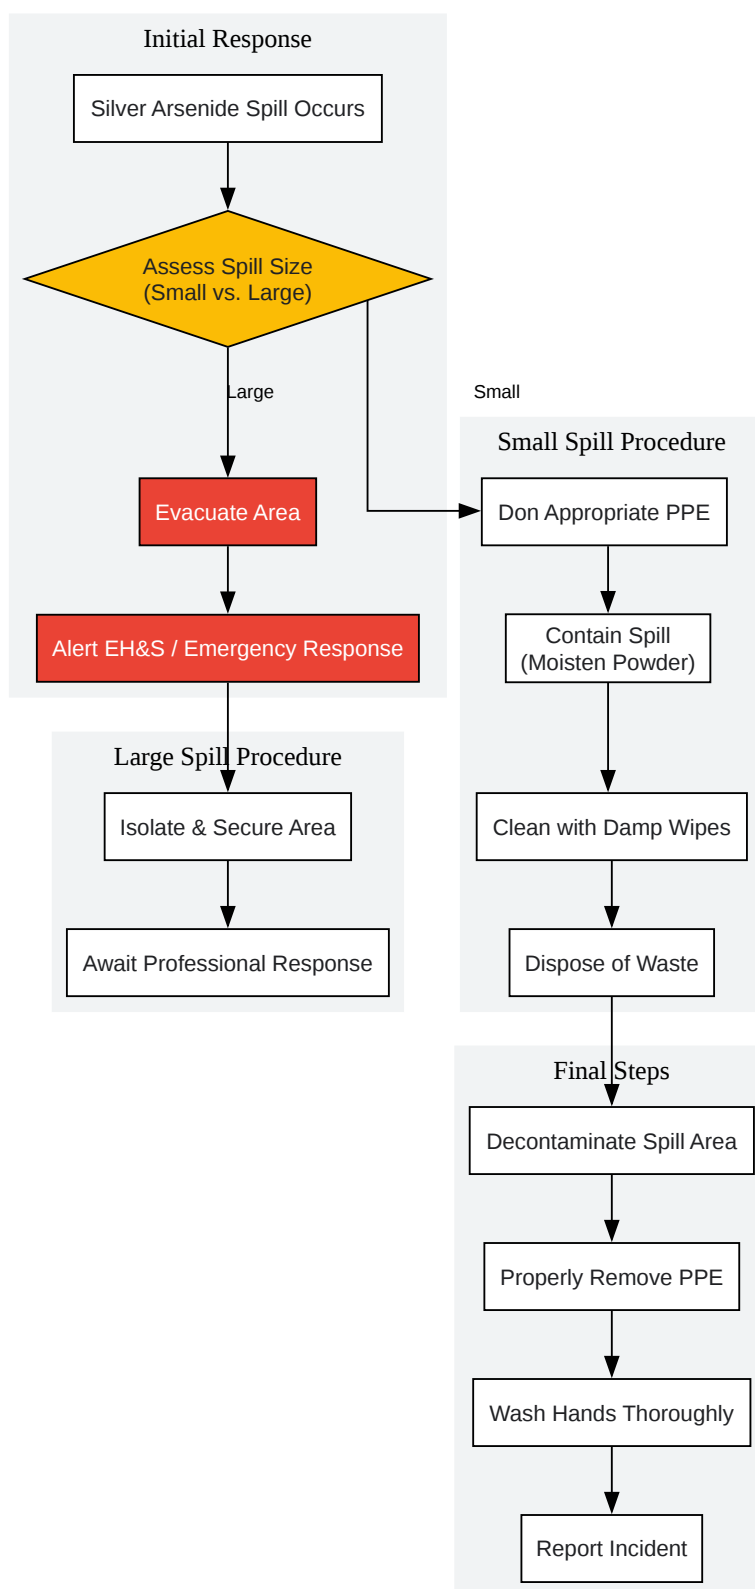 Initial Response
Silver Arsenide Spill Occurs
Assess Spill Size
(Small vs. Large)
Large
Small
Evacuate Area
Alert EH&S / Emergency Response
Large Spill Procedure
Isolate & Secure Area
Await Professional Response
Small Spill Procedure
Don Appropriate PPE
Contain Spill
(Moisten Powder)
Clean with Damp Wipes
Dispose of Waste
Final Steps
Decontaminate Spill Area
Properly Remove PPE
Wash Hands Thoroughly
Report Incident